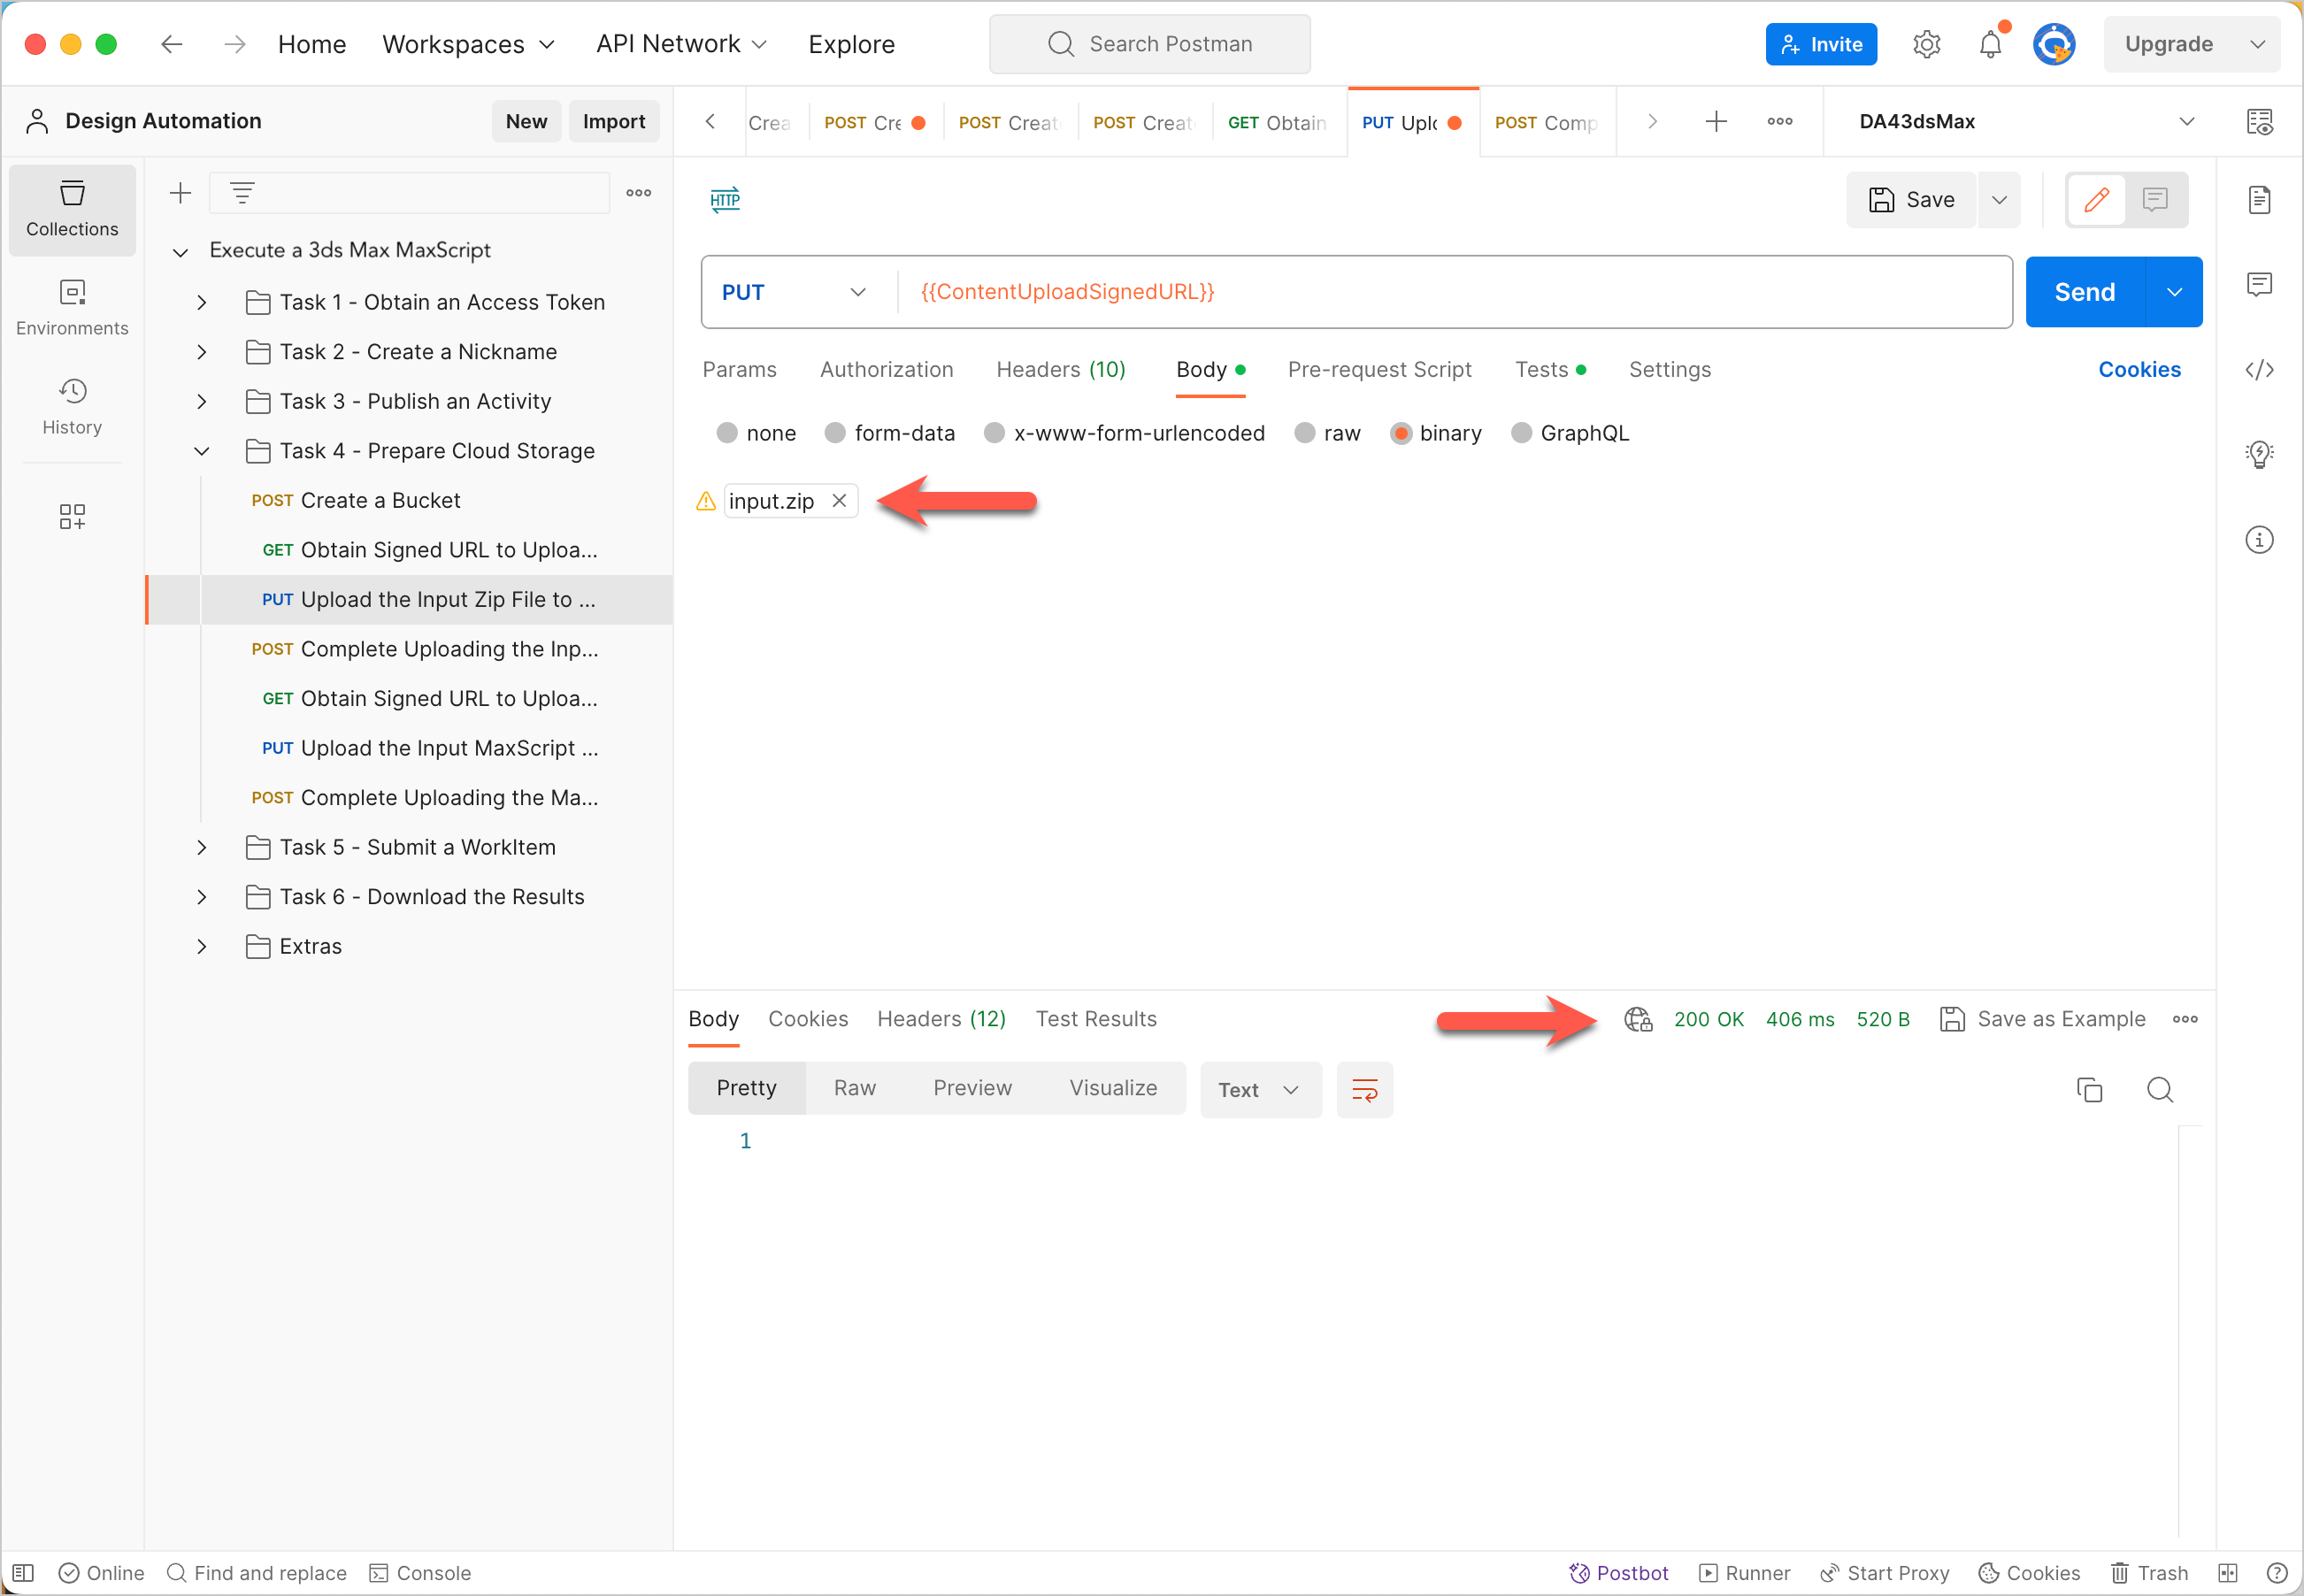 Home Workspaces API Network Explore Search Postman Invite Upgrade
Design Automation New Import Crea POST Cre POST Creat POST Creat GET Obtain PUT Uplo POST Comp DA43dsMax
Collections
Environments
History
Execute a 3ds Max MaxScript
Task 1 - Obtain an Access Token
Task 2 - Create a Nickname
Task 3 - Publish an Activity
Task 4 - Prepare Cloud Storage
POST Create a Bucket
GET Obtain Signed URL to Uploa...
PUT Upload the Input Zip File to ...
POST Complete Uploading the Inp...
GET Obtain Signed URL to Uploa...
PUT Upload the Input MaxScript ...
POST Complete Uploading the Ma...
Task 5 - Submit a WorkItem
Task 6 - Download the Results
Extras
HTTP Save
PUT {{ContentUploadSignedURL}} Send
Params Authorization Headers (10) Body Pre-request Script Tests Settings Cookies
none form-data x-www-form-urlencoded raw binary GraphQL
input.zip
Body Cookies Headers (12) Test Results 200 OK 406 ms 520 B Save as Example
Pretty Raw Preview Visualize Text
1
Online Find and replace Console Postbot Runner Start Proxy Cookies Trash